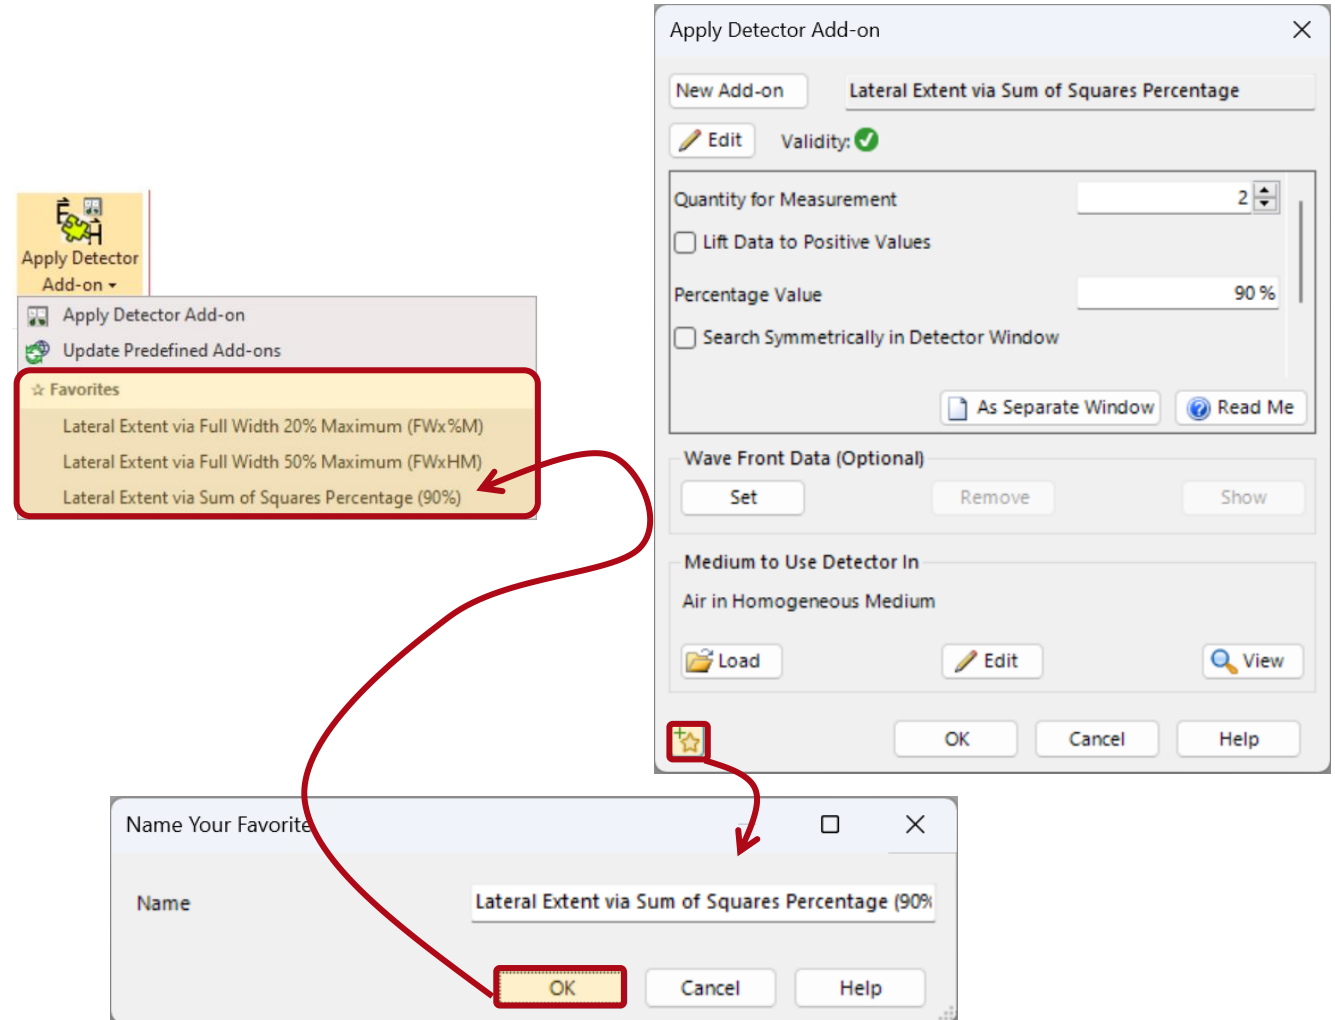 Apply Detector Add-on
New Add-on
Lateral Extent via Sum of Squares Percentage
Edit
Validity:
Quantity for Measurement
2
Lift Data to Positive Values
Percentage Value
90 %
Search Symmetrically in Detector Window
As Separate Window
Read Me
Wave Front Data (Optional)
Set
Remove
Show
Medium to Use Detector In
Air in Homogeneous Medium
Load
Edit
View
OK
Cancel
Help
Apply Detector
Add-on
Apply Detector Add-on
Update Predefined Add-ons
Favorites
Lateral Extent via Full Width 20% Maximum (FWx%M)
Lateral Extent via Full Width 50% Maximum (FWxHM)
Lateral Extent via Sum of Squares Percentage (90%)
Name Your Favorite
Name
Lateral Extent via Sum of Squares Percentage (90%
OK
Cancel
Help